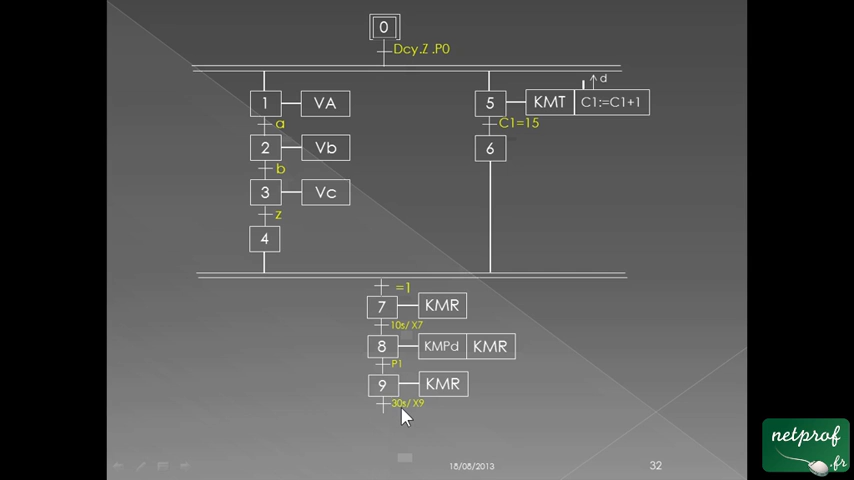 0
Dcy.Z .P0
1 VA
a
2 Vb
b
3 Vc
z
4
d
5 KMT C1:=C1+1
C1=15
6
=1
7 KMR
10s/X7
8 KMPd KMR
P1
9 KMR
30s/X9
18/08/2013
32
netprof
.fr